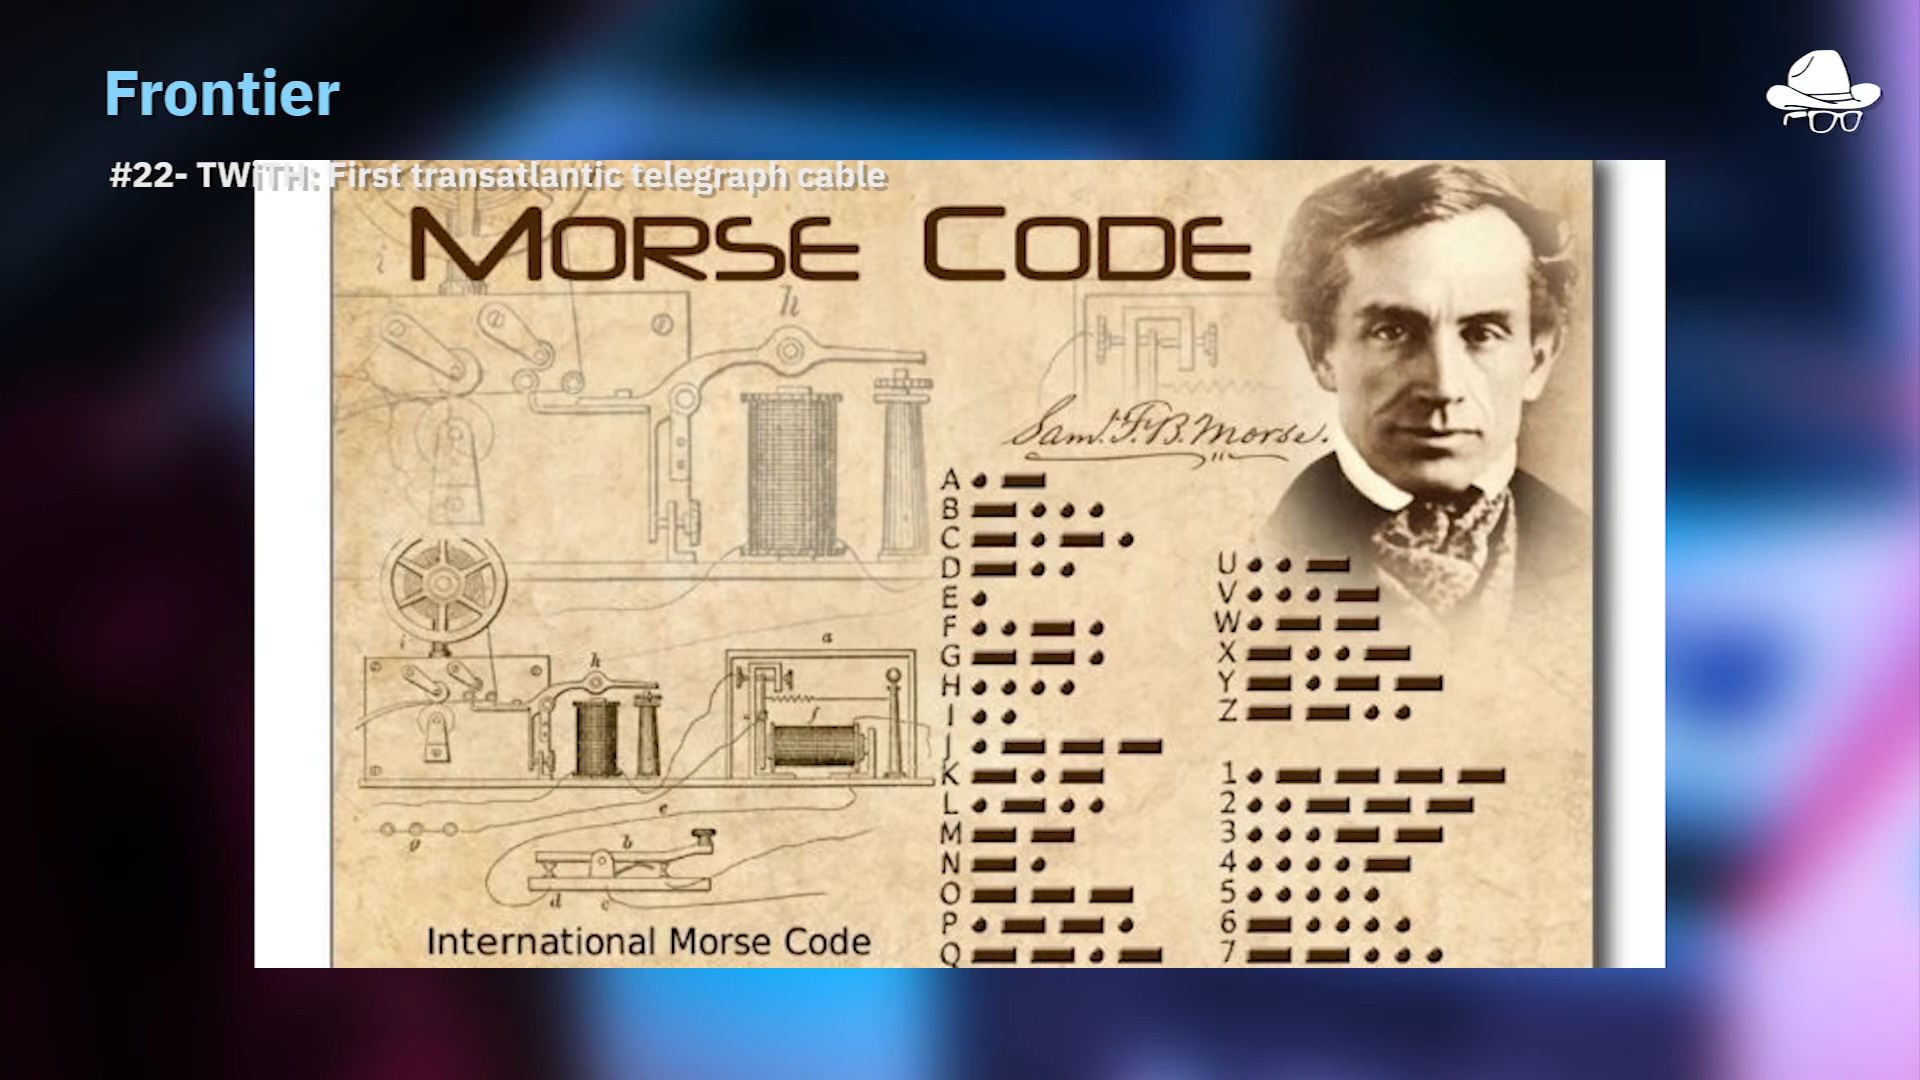 Frontier
#22- TWiTH: First transatlantic telegraph cable
MORSE CODE
i
h
Sam. F. B. Morse.
A
B
C
D
E
F
G
H
I
J
K
L
M
N
O
P
Q
U
V
W
X
Y
Z
1
2
3
4
5
6
7
a
i
h
f
e
g
b
d
c
International Morse Code